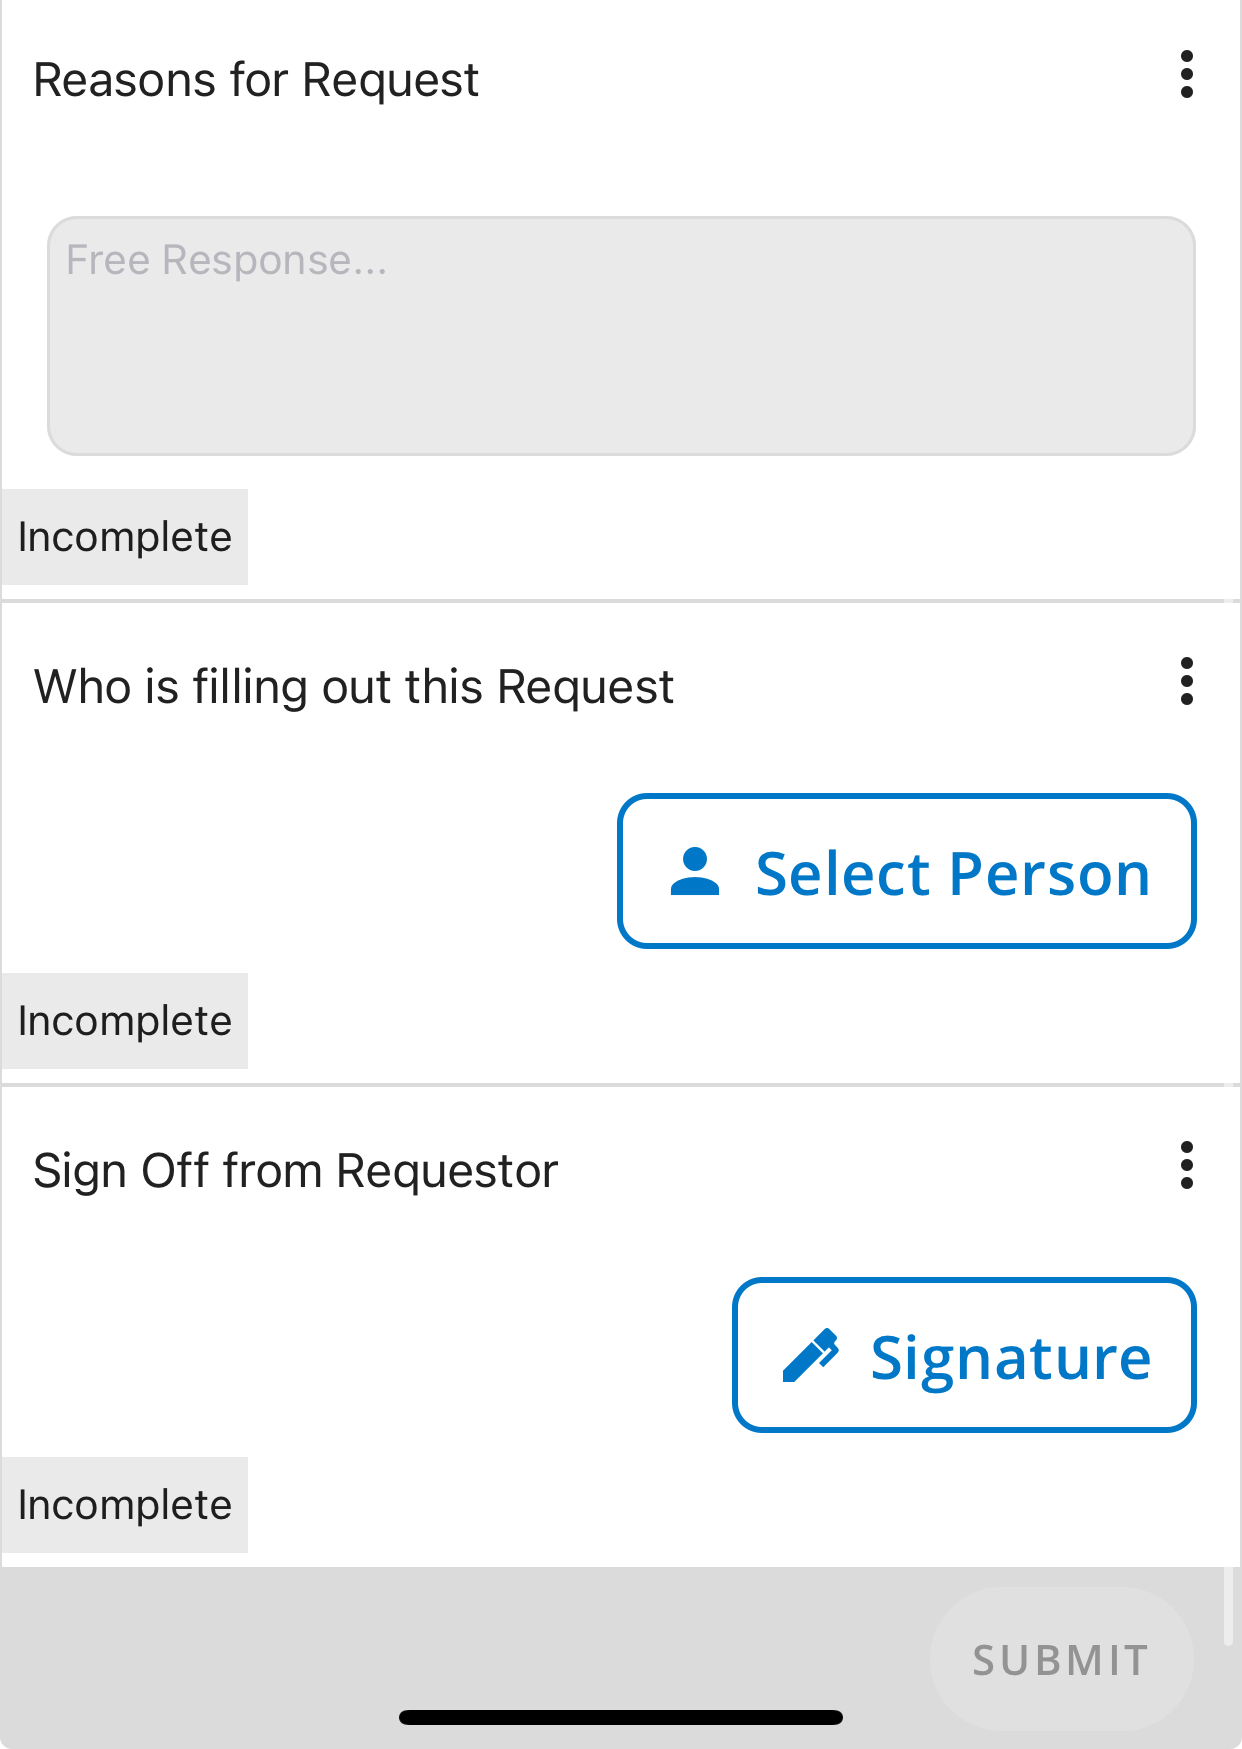 Reasons for Request
Free Response...
Incomplete
Who is filling out this Request
Select Person
Incomplete
Sign Off from Requestor
Signature
Incomplete
SUBMIT